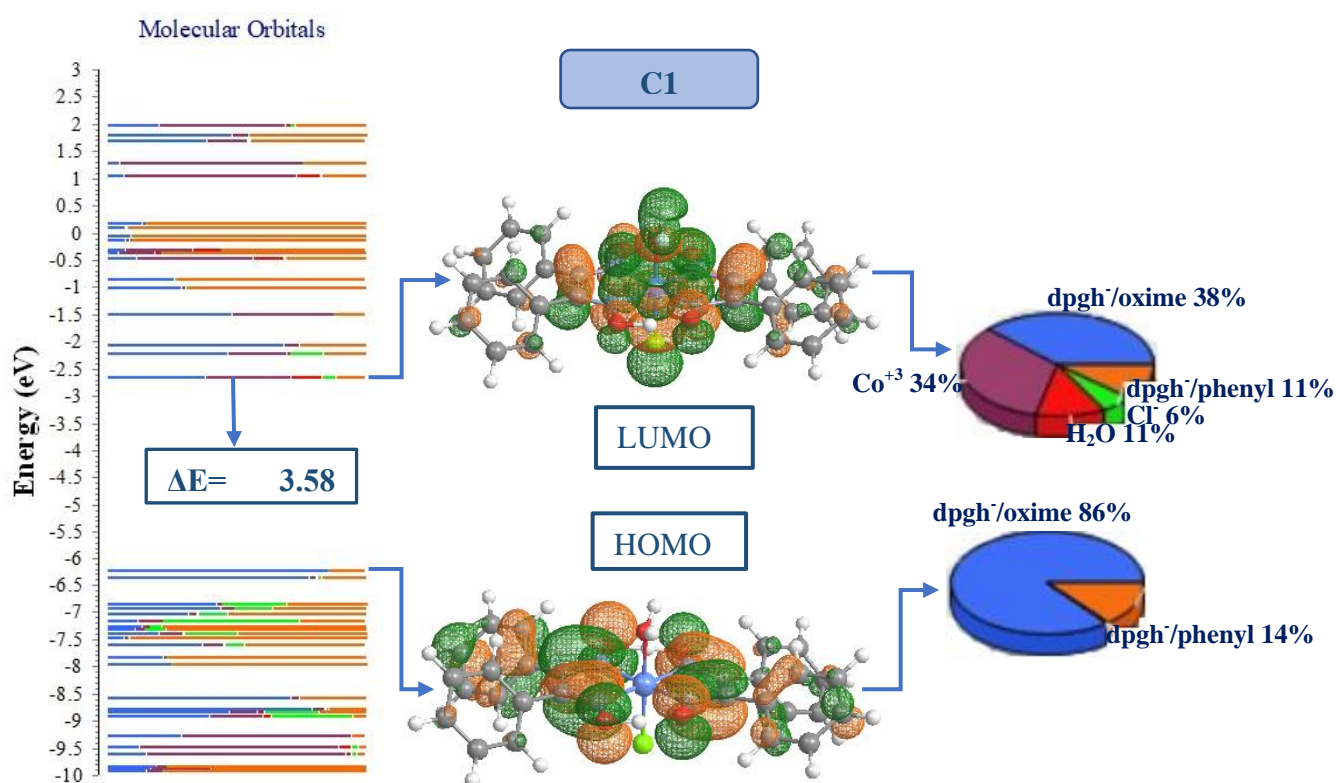 Molecular Orbitals
C1
Energy (eV)
3
2.5
2
1.5
1
0.5
0
-0.5
-1
-1.5
-2
-2.5
-3
-3.5
-4
-4.5
-5
-5.5
-6
-6.5
-7
-7.5
-8
-8.5
-9
-9.5
-10
ΔE= 3.58
LUMO
HOMO
dpgh⁻/oxime 38%
Co⁺³ 34%
dpgh⁻/phenyl 11%
Cl⁻ 6%
H₂O 11%
dpgh⁻/oxime 86%
dpgh⁻/phenyl 14%